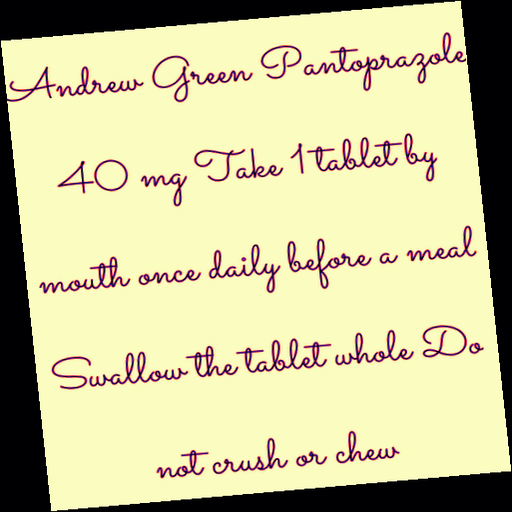 Andrew Green Pantoprazole
40 mg Take 1 tablet by
mouth once daily before a meal
Swallow the tablet whole Do
not crush or chew